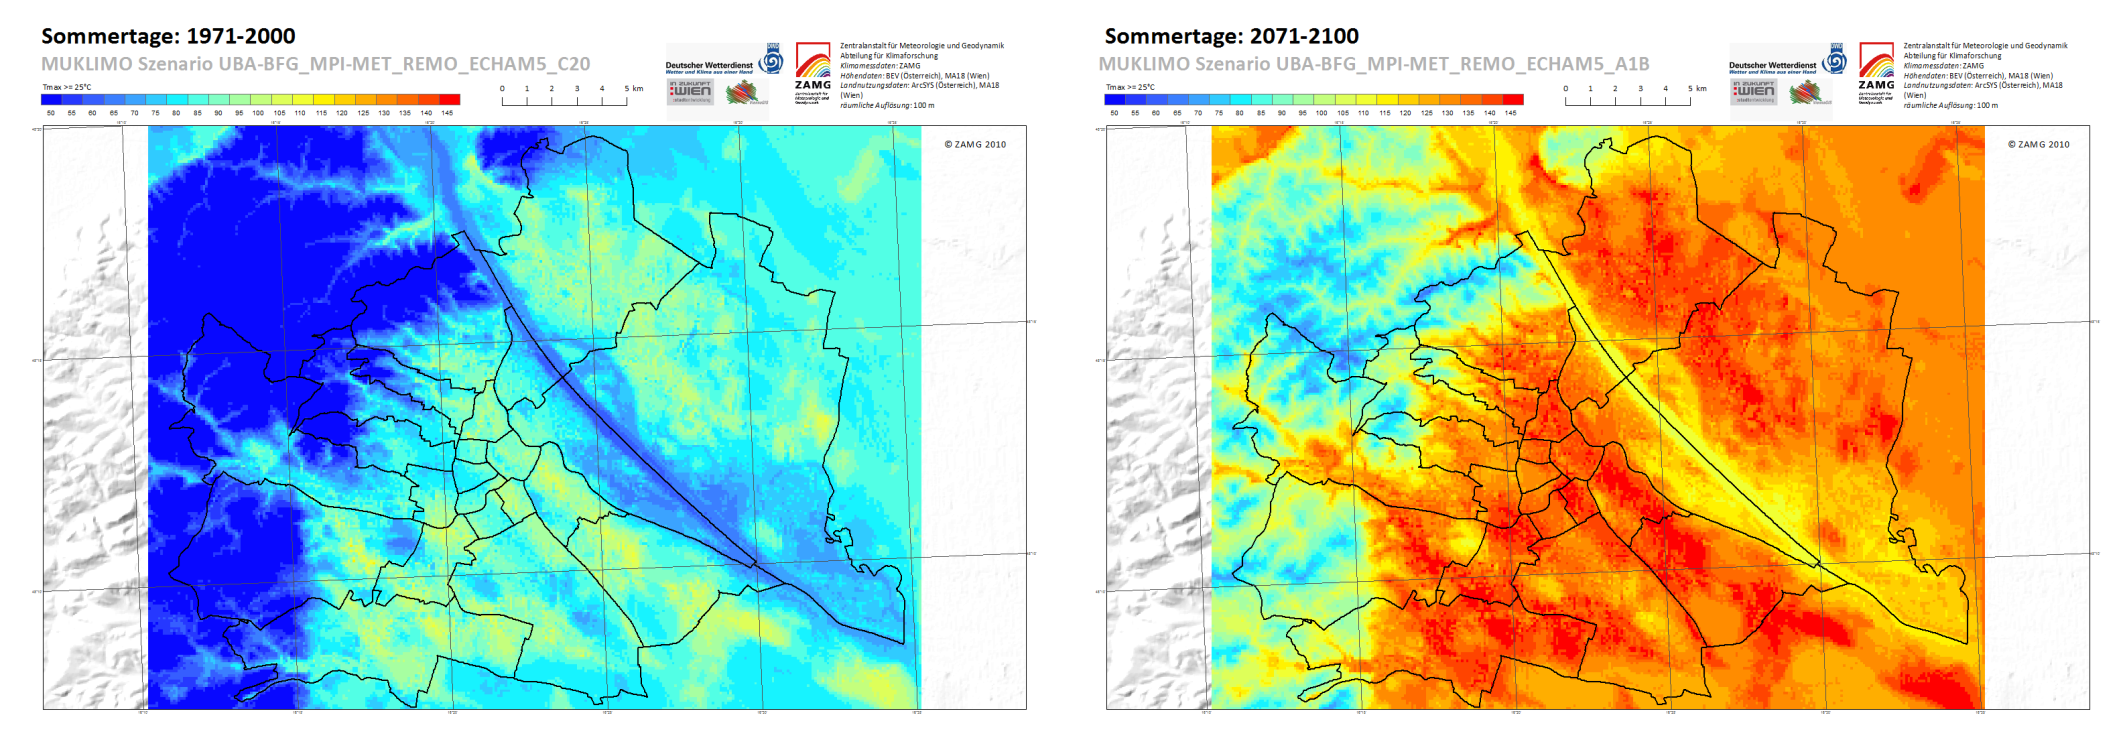 Sommertage: 1971-2000
MUKLIMO Szenario UBA-BFG_MPI-MET_REMO_ECHAM5_C20
Tmax >= 25°C
50 55 60 65 70 75 80 85 90 95 100 105 110 115 120 125 130 135 140 145
Deutscher Wetterdienst
Wetter und Klima aus einer Hand
DWD
IN ZUKUNFT
WIEN
ZAMG
0 1 2 3 4 5 km
Zentralanstalt für Meteorologie und Geodynamik
Abteilung für Klimaforschung
Klimamessdaten: ZAMG
Höhendaten: BEV (Österreich), MA18 (Wien)
Landnutzungsdaten: ArcSYS (Österreich), MA18
(Wien)
räumliche Auflösung: 100 m
© ZAMG 2010
Sommertage: 2071-2100
MUKLIMO Szenario UBA-BFG_MPI-MET_REMO_ECHAM5_A1B
Tmax >= 25°C
50 55 60 65 70 75 80 85 90 95 100 105 110 115 120 125 130 135 140 145
Deutscher Wetterdienst
Wetter und Klima aus einer Hand
DWD
IN ZUKUNFT
WIEN
ZAMG
0 1 2 3 4 5 km
Zentralanstalt für Meteorologie und Geodynamik
Abteilung für Klimaforschung
Klimamessdaten: ZAMG
Höhendaten: BEV (Österreich), MA18 (Wien)
Landnutzungsdaten: ArcSYS (Österreich), MA18
(Wien)
räumliche Auflösung: 100 m
© ZAMG 2010